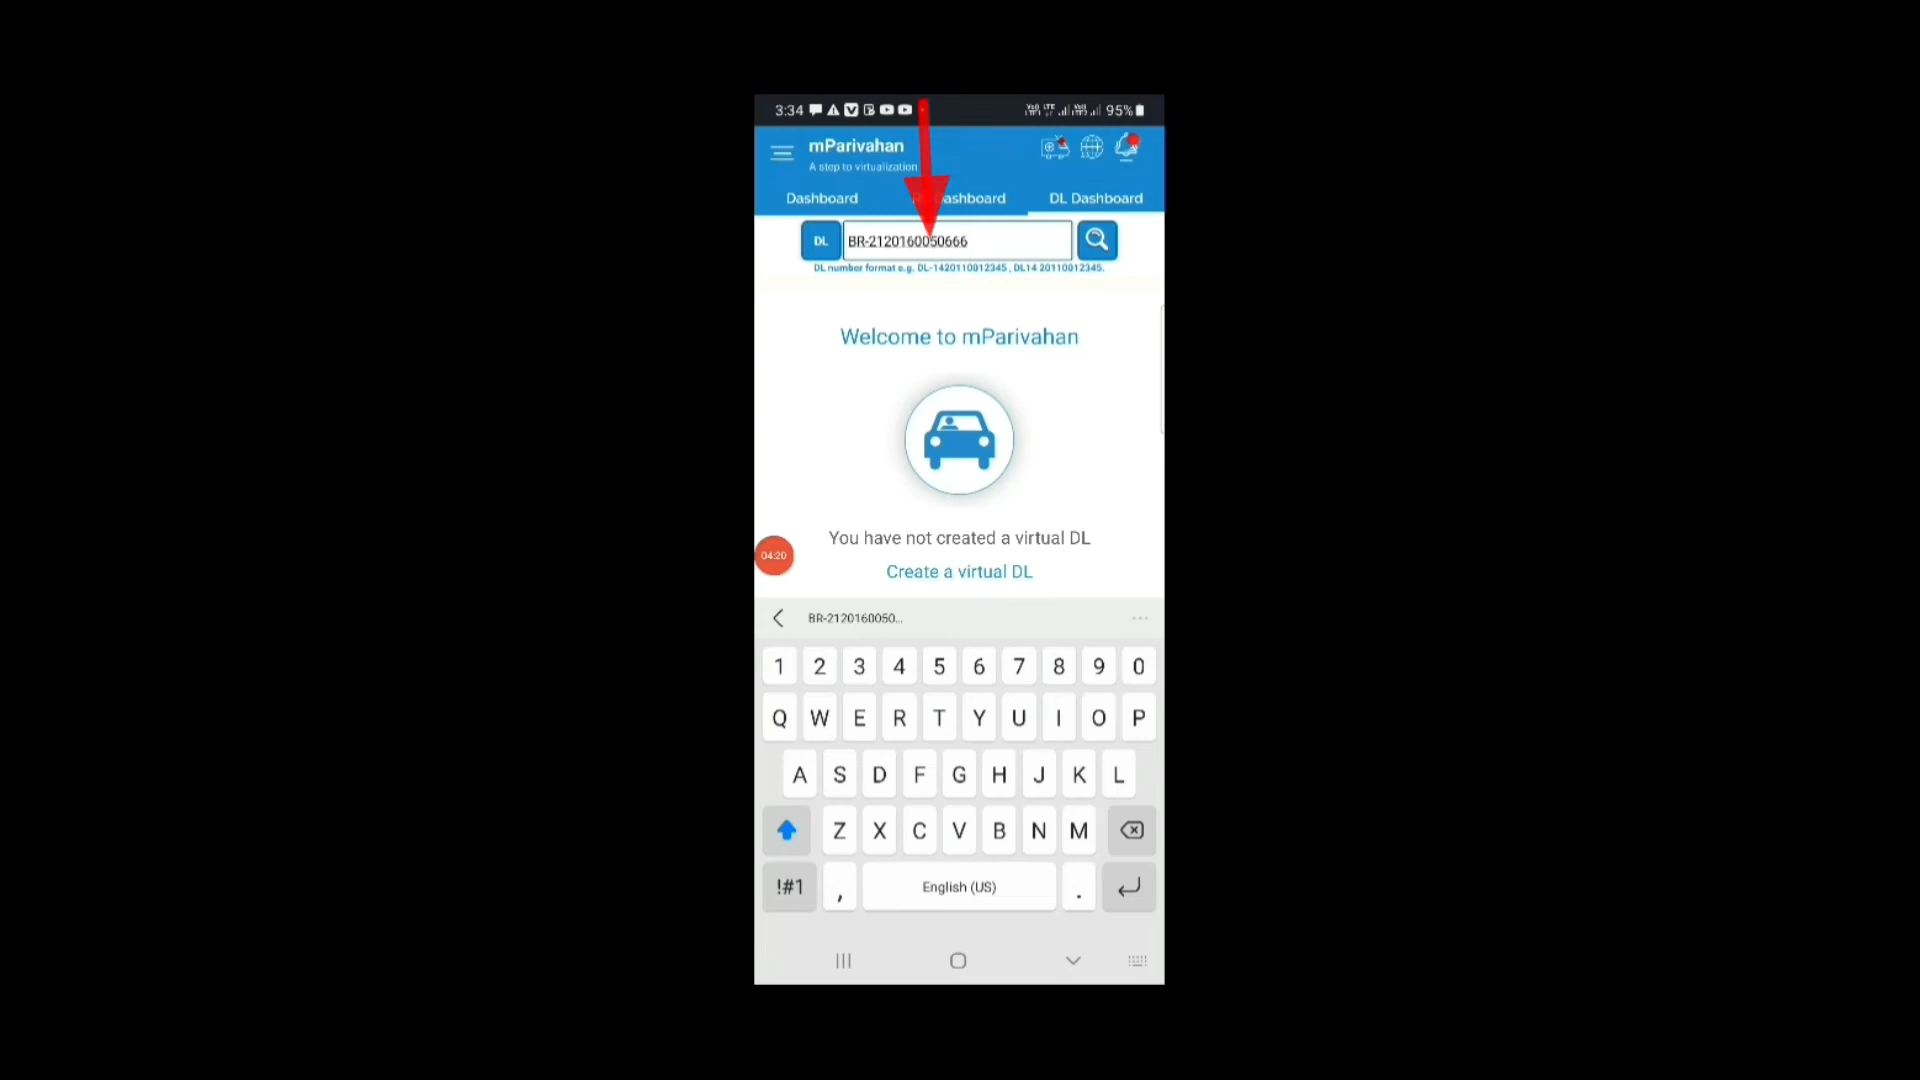 3:34 95%
mParivahan
A step to virtualization
Dashboard Dashboard DL Dashboard
DL BR-2120160050666
DL number format e.g. DL-1420110012345 , DL14 20110012345.
Welcome to mParivahan
You have not created a virtual DL
04:20
Create a virtual DL
BR-2120160050...
1 2 3 4 5 6 7 8 9 0
Q W E R T Y U I O P
A S D F G H J K L
Z X C V B N M
!#1 , English (US) .